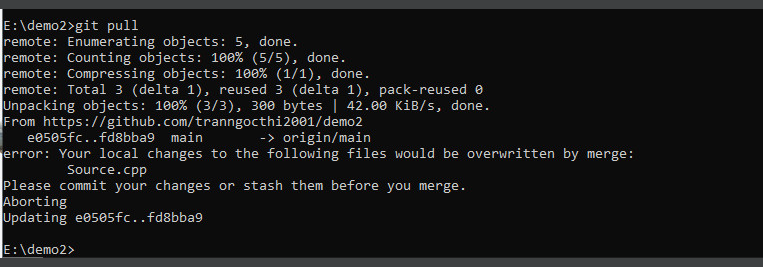 E:\demo2>git pull
remote: Enumerating objects: 5, done.
remote: Counting objects: 100% (5/5), done.
remote: Compressing objects: 100% (1/1), done.
remote: Total 3 (delta 1), reused 3 (delta 1), pack-reused 0
Unpacking objects: 100% (3/3), 300 bytes | 42.00 KiB/s, done.
From https://github.com/tranngocthi2001/demo2
   e0505fc..fd8bba9  main       -> origin/main
error: Your local changes to the following files would be overwritten by merge:
        Source.cpp
Please commit your changes or stash them before you merge.
Aborting
Updating e0505fc..fd8bba9
E:\demo2>